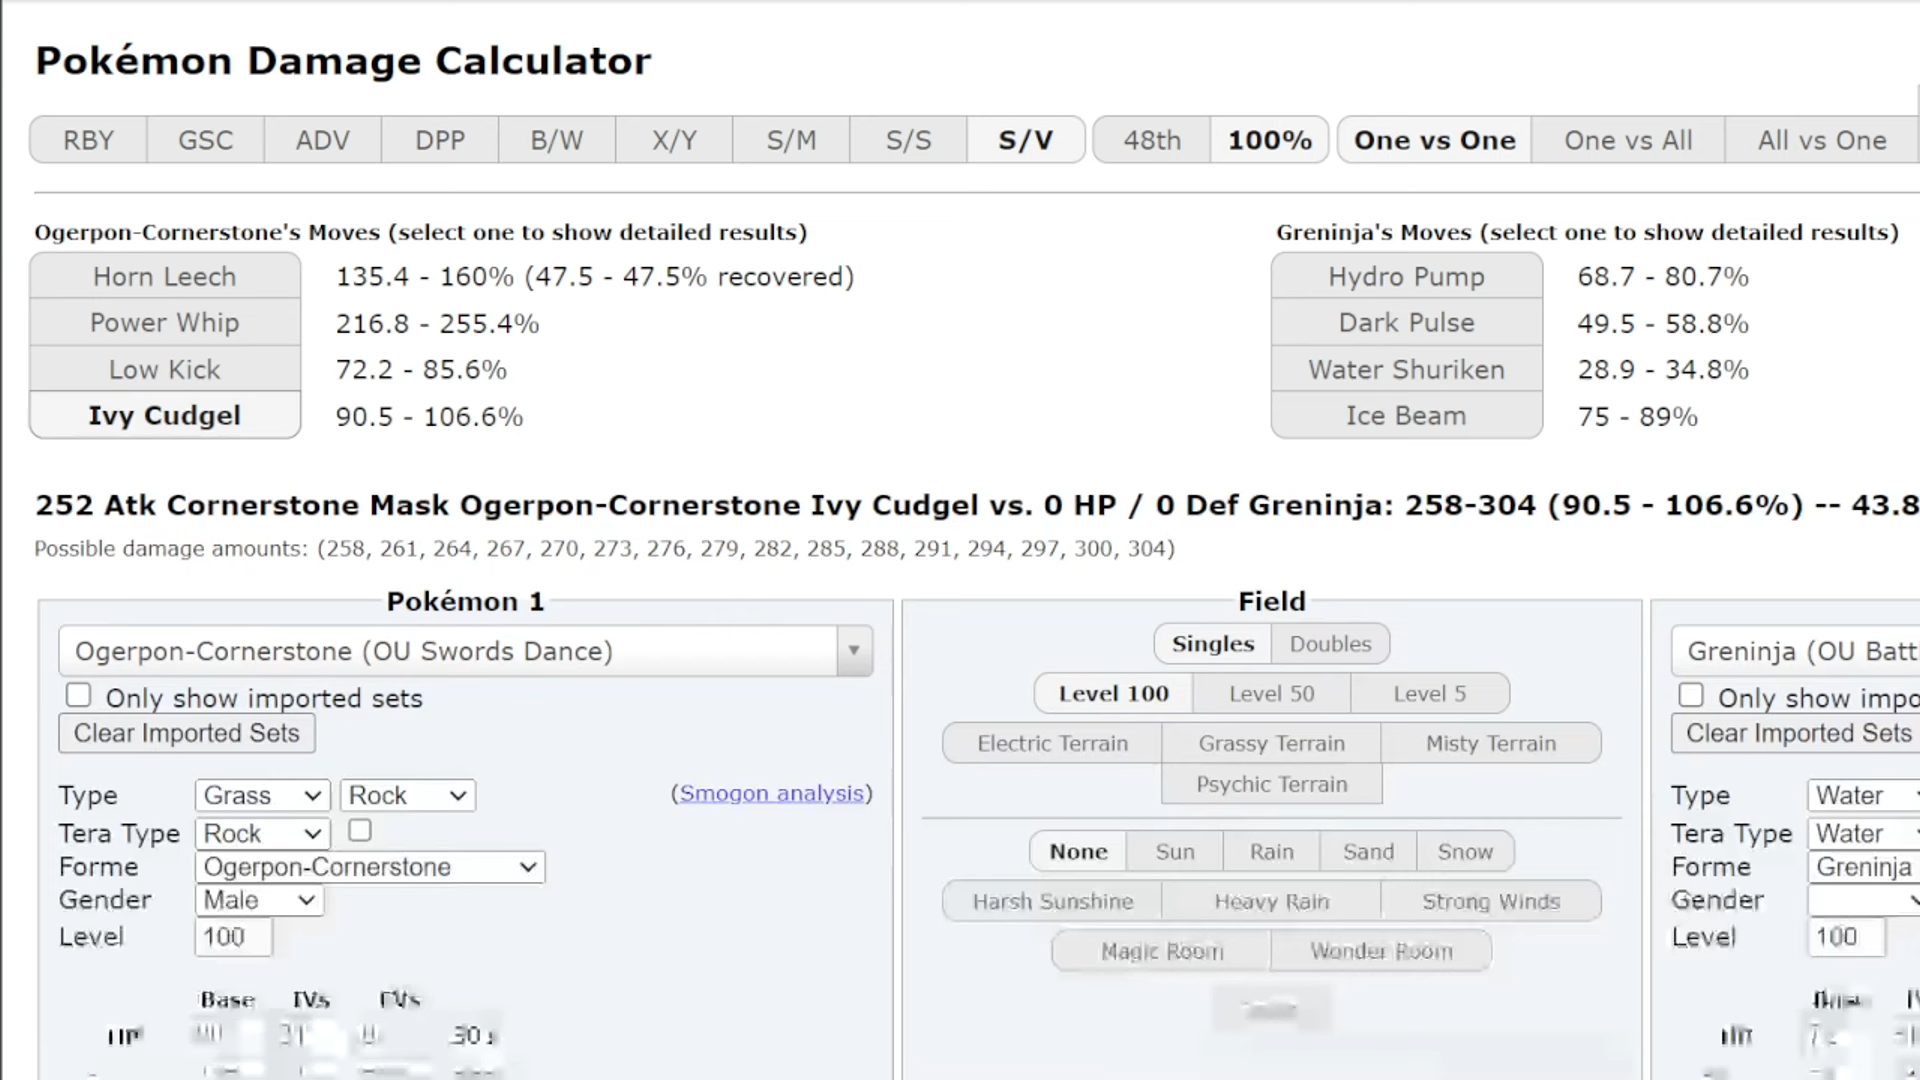 Pokémon Damage Calculator
RBY GSC ADV DPP B/W X/Y S/M S/S S/V 48th 100% One vs One One vs All All vs One
Ogerpon-Cornerstone's Moves (select one to show detailed results)
Horn Leech 135.4 - 160% (47.5 - 47.5% recovered)
Power Whip 216.8 - 255.4%
Low Kick 72.2 - 85.6%
Ivy Cudgel 90.5 - 106.6%
Greninja's Moves (select one to show detailed results)
Hydro Pump 68.7 - 80.7%
Dark Pulse 49.5 - 58.8%
Water Shuriken 28.9 - 34.8%
Ice Beam 75 - 89%
252 Atk Cornerstone Mask Ogerpon-Cornerstone Ivy Cudgel vs. 0 HP / 0 Def Greninja: 258-304 (90.5 - 106.6%) -- 43.8
Possible damage amounts: (258, 261, 264, 267, 270, 273, 276, 279, 282, 285, 288, 291, 294, 297, 300, 304)
Pokémon 1
Ogerpon-Cornerstone (OU Swords Dance)
Only show imported sets
Clear Imported Sets
Type Grass Rock (Smogon analysis)
Tera Type Rock
Forme Ogerpon-Cornerstone
Gender Male
Level 100
Base IVs EVs
HP 31
Field
Singles Doubles
Level 100 Level 50 Level 5
Electric Terrain Grassy Terrain Misty Terrain
Psychic Terrain
None Sun Rain Sand Snow
Harsh Sunshine Heavy Rain Strong Winds
Magic Room Wonder Room
Greninja (OU Batt
Only show impo
Clear Imported Sets
Type Water
Tera Type Water
Forme Greninja
Gender
Level 100
Base
HP